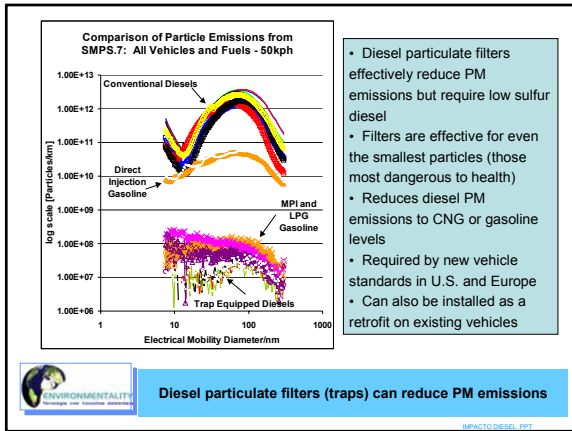 Comparison of Particle Emissions from
SMPS.7: All Vehicles and Fuels - 50kph
log scale [Particles/km]
1.00E+13
1.00E+12
1.00E+11
1.00E+10
1.00E+09
1.00E+08
1.00E+07
1.00E+06
Conventional Diesels
Direct
Injection
Gasoline
MPI and
LPG
Gasoline
Trap Equipped Diesels
1
10
100
1000
Electrical Mobility Diameter/nm
• Diesel particulate filters
effectively reduce PM
emissions but require low sulfur
diesel
• Filters are effective for even
the smallest particles (those
most dangerous to health)
• Reduces diesel PM
emissions to CNG or gasoline
levels
• Required by new vehicle
standards in U.S. and Europe
• Can also be installed as a
retrofit on existing vehicles
ENVIRONMENTALITY
Diesel particulate filters (traps) can reduce PM emissions
IMPACTO DIESEL .PPT